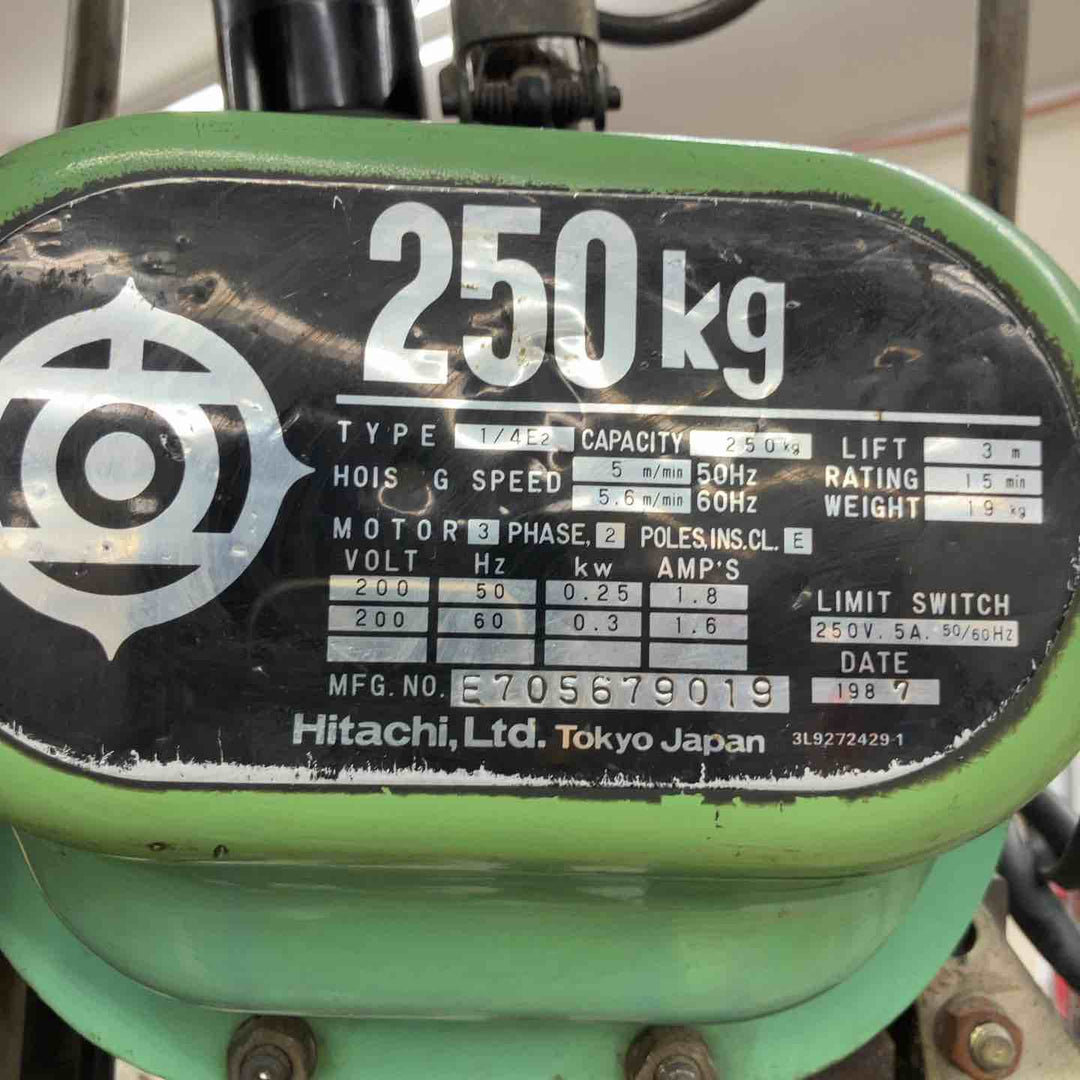 250kg
TYPE 1/4E2 CAPACITY 250kg LIFT 3 m
HOIS G SPEED 5 m/min 50Hz RATING 15 min
5.6 m/min 60Hz WEIGHT 19 kg
MOTOR 3 PHASE, 2 POLES, INS.CL. E
VOLT Hz kw AMP'S
200 50 0.25 1.8 LIMIT SWITCH
200 60 0.3 1.6 250V. 5A. 50/60Hz
DATE
MFG. NO. E705679019 1987
Hitachi, Ltd. Tokyo Japan 3L9272429-1